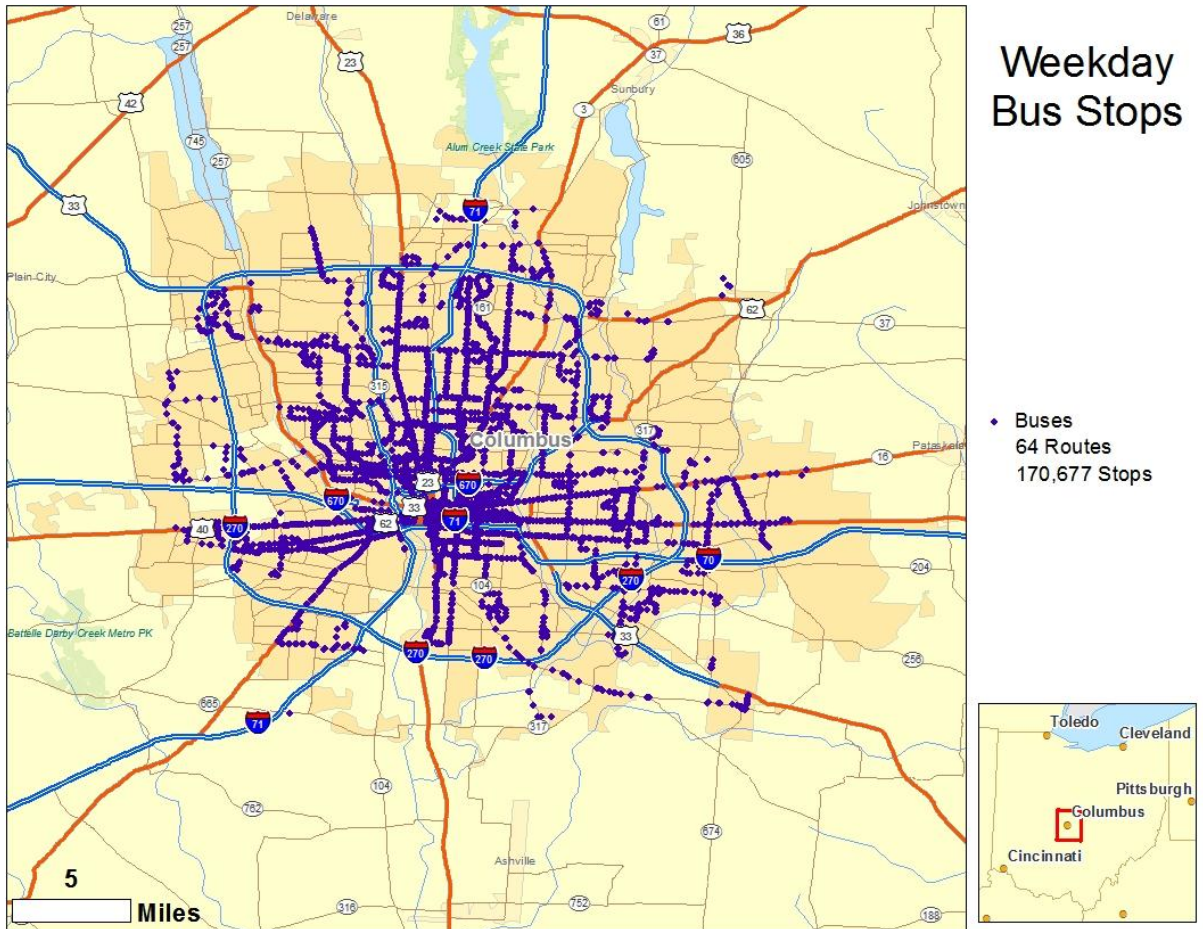 Weekday
Bus Stops
Buses
64 Routes
170,677 Stops
Delaware
257
257
61
36
37
23
42
3
Sunbury
745
257
605
Alum Creek State Park
33
71
Johnstown
Plain City
161
62
37
315
317
Columbus
16
23
670
670
33
71
62
40
270
70
204
104
270
33
Battelle Darby Creek Metro PK
270
270
256
665
71
317
104
762
674
Ashville
5
Miles
316
752
188
Toledo
Cleveland
Pittsburgh
Columbus
Cincinnati